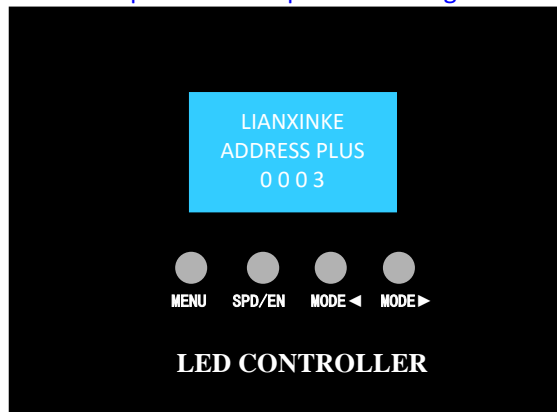 LIANXINKE
ADDRESS PLUS
0 0 0 3
MENU SPD/EN MODE◄ MODE►
LED CONTROLLER